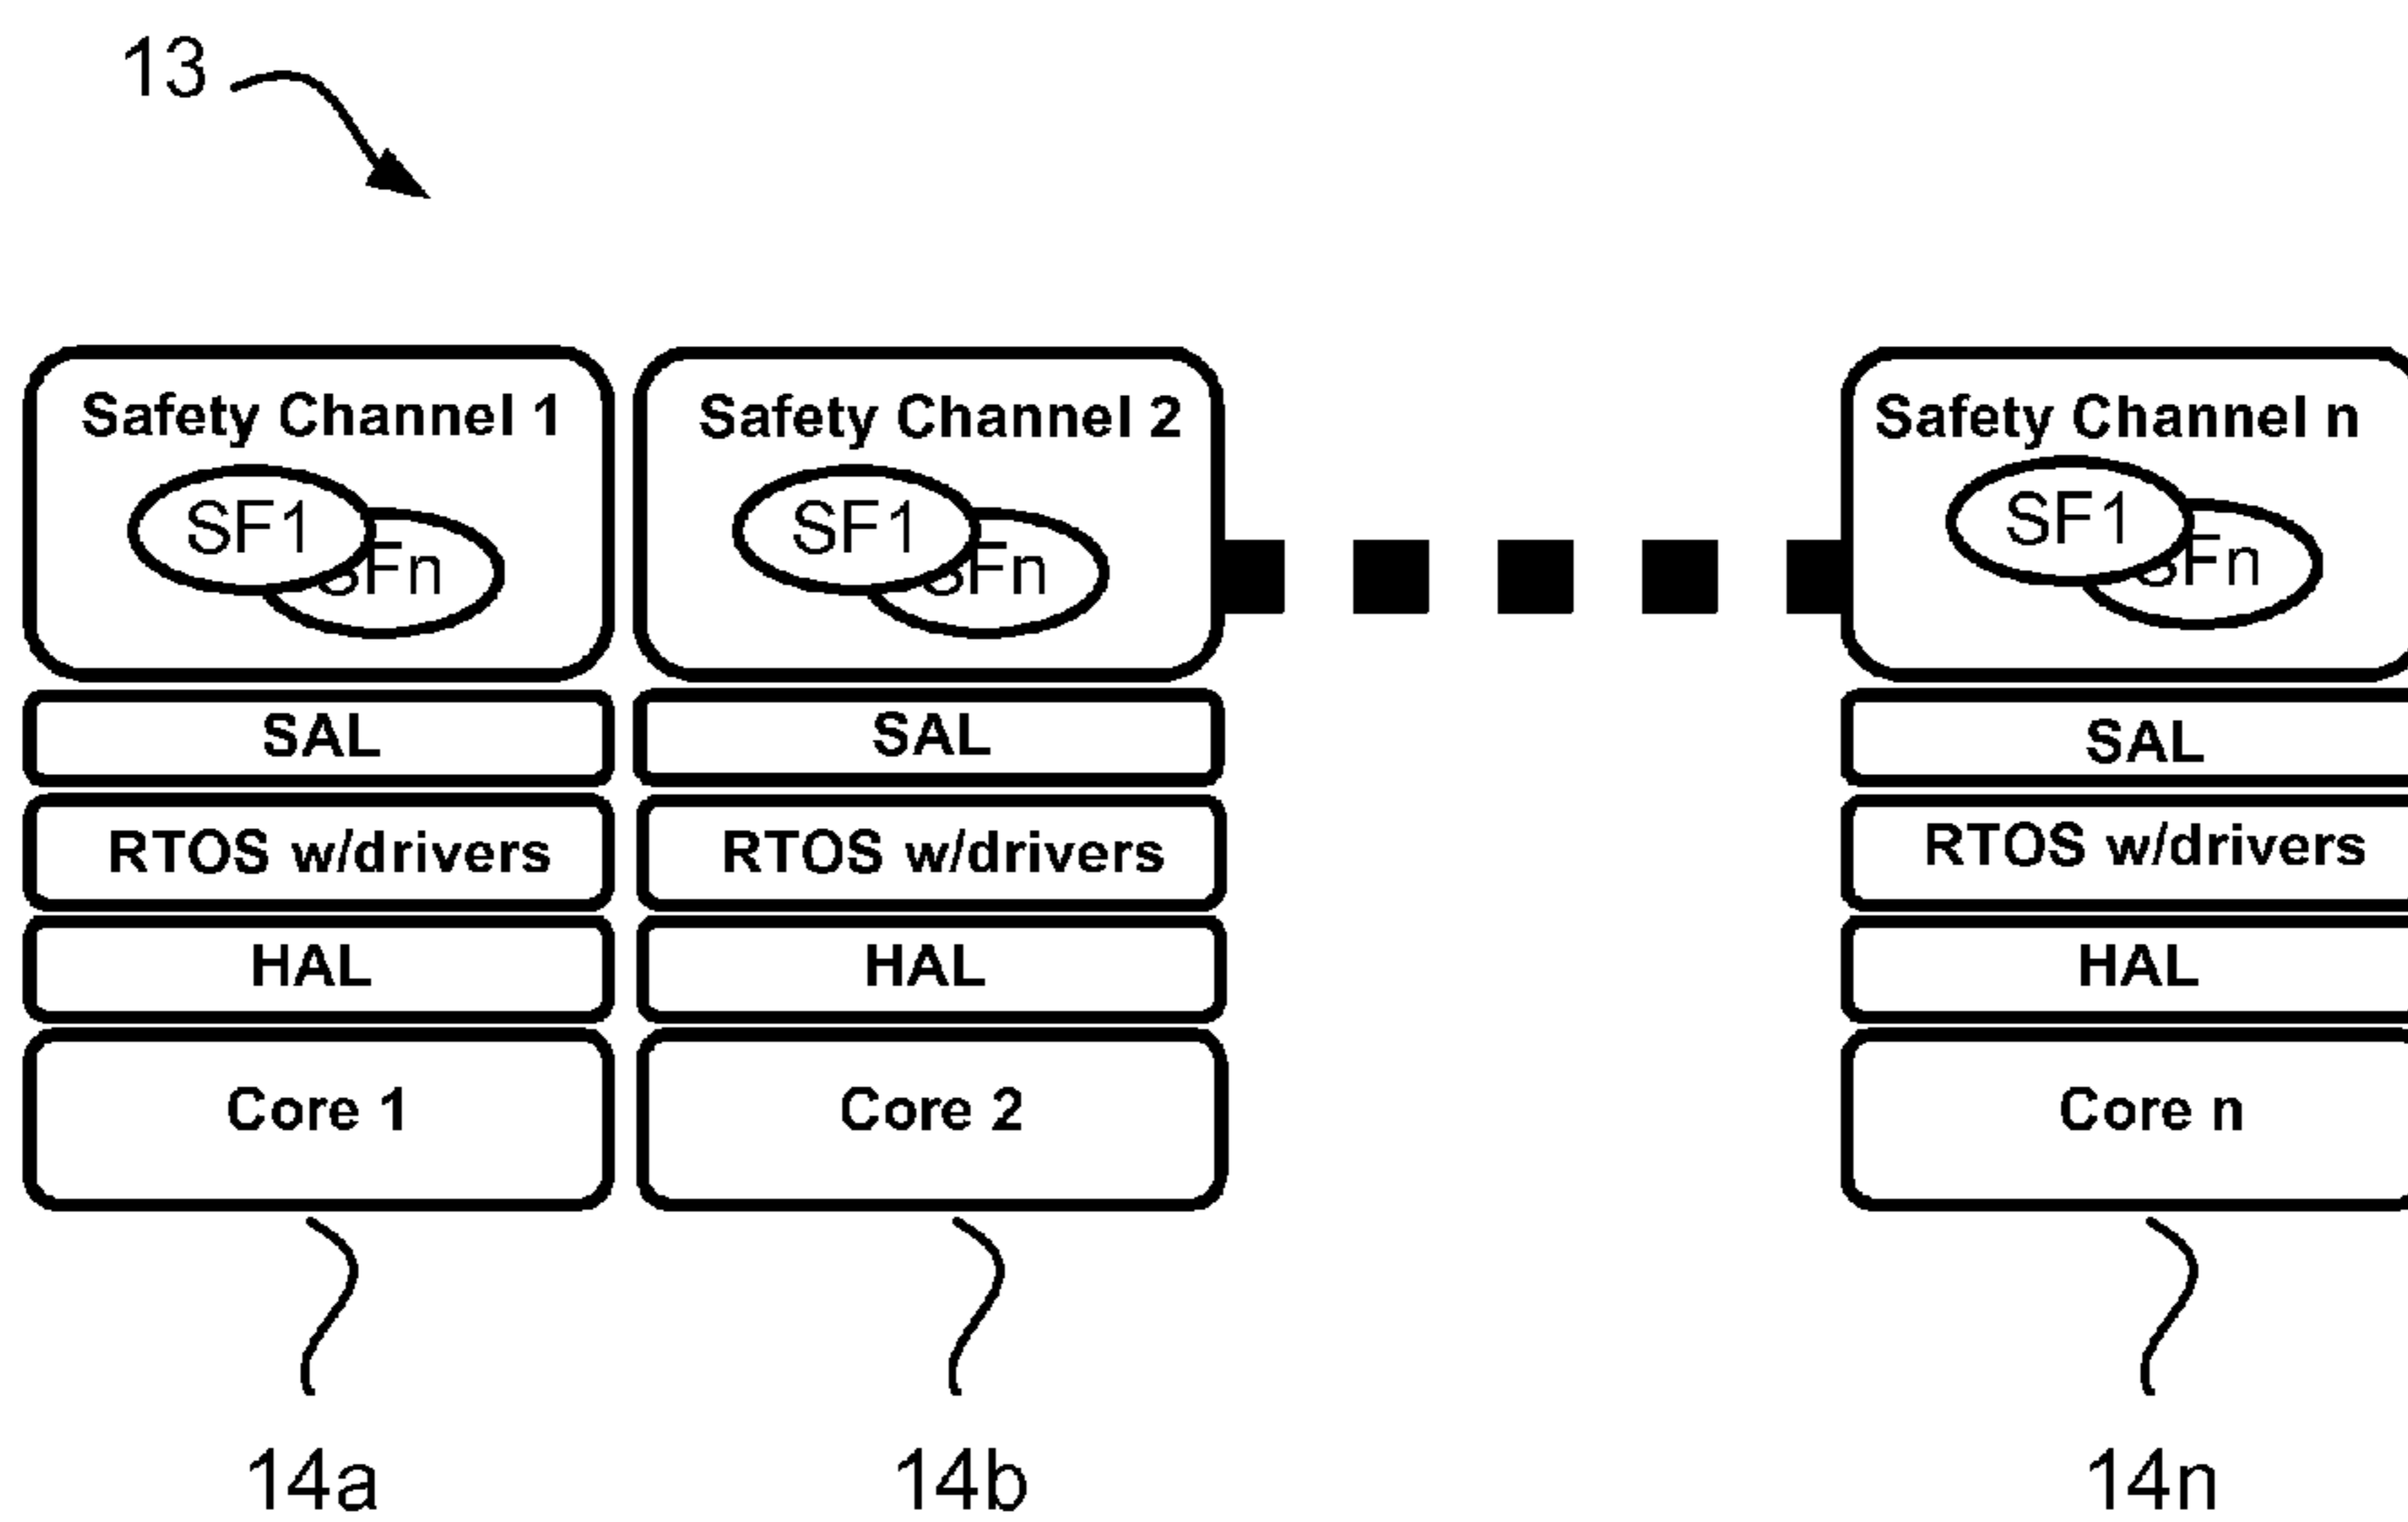 13
Safety Channel 1
SF1
SFn
SAL
RTOS w/drivers
HAL
Core 1
14a
Safety Channel 2
SF1
SFn
SAL
RTOS w/drivers
HAL
Core 2
14b
Safety Channel n
SF1
SFn
SAL
RTOS w/drivers
HAL
Core n
14n